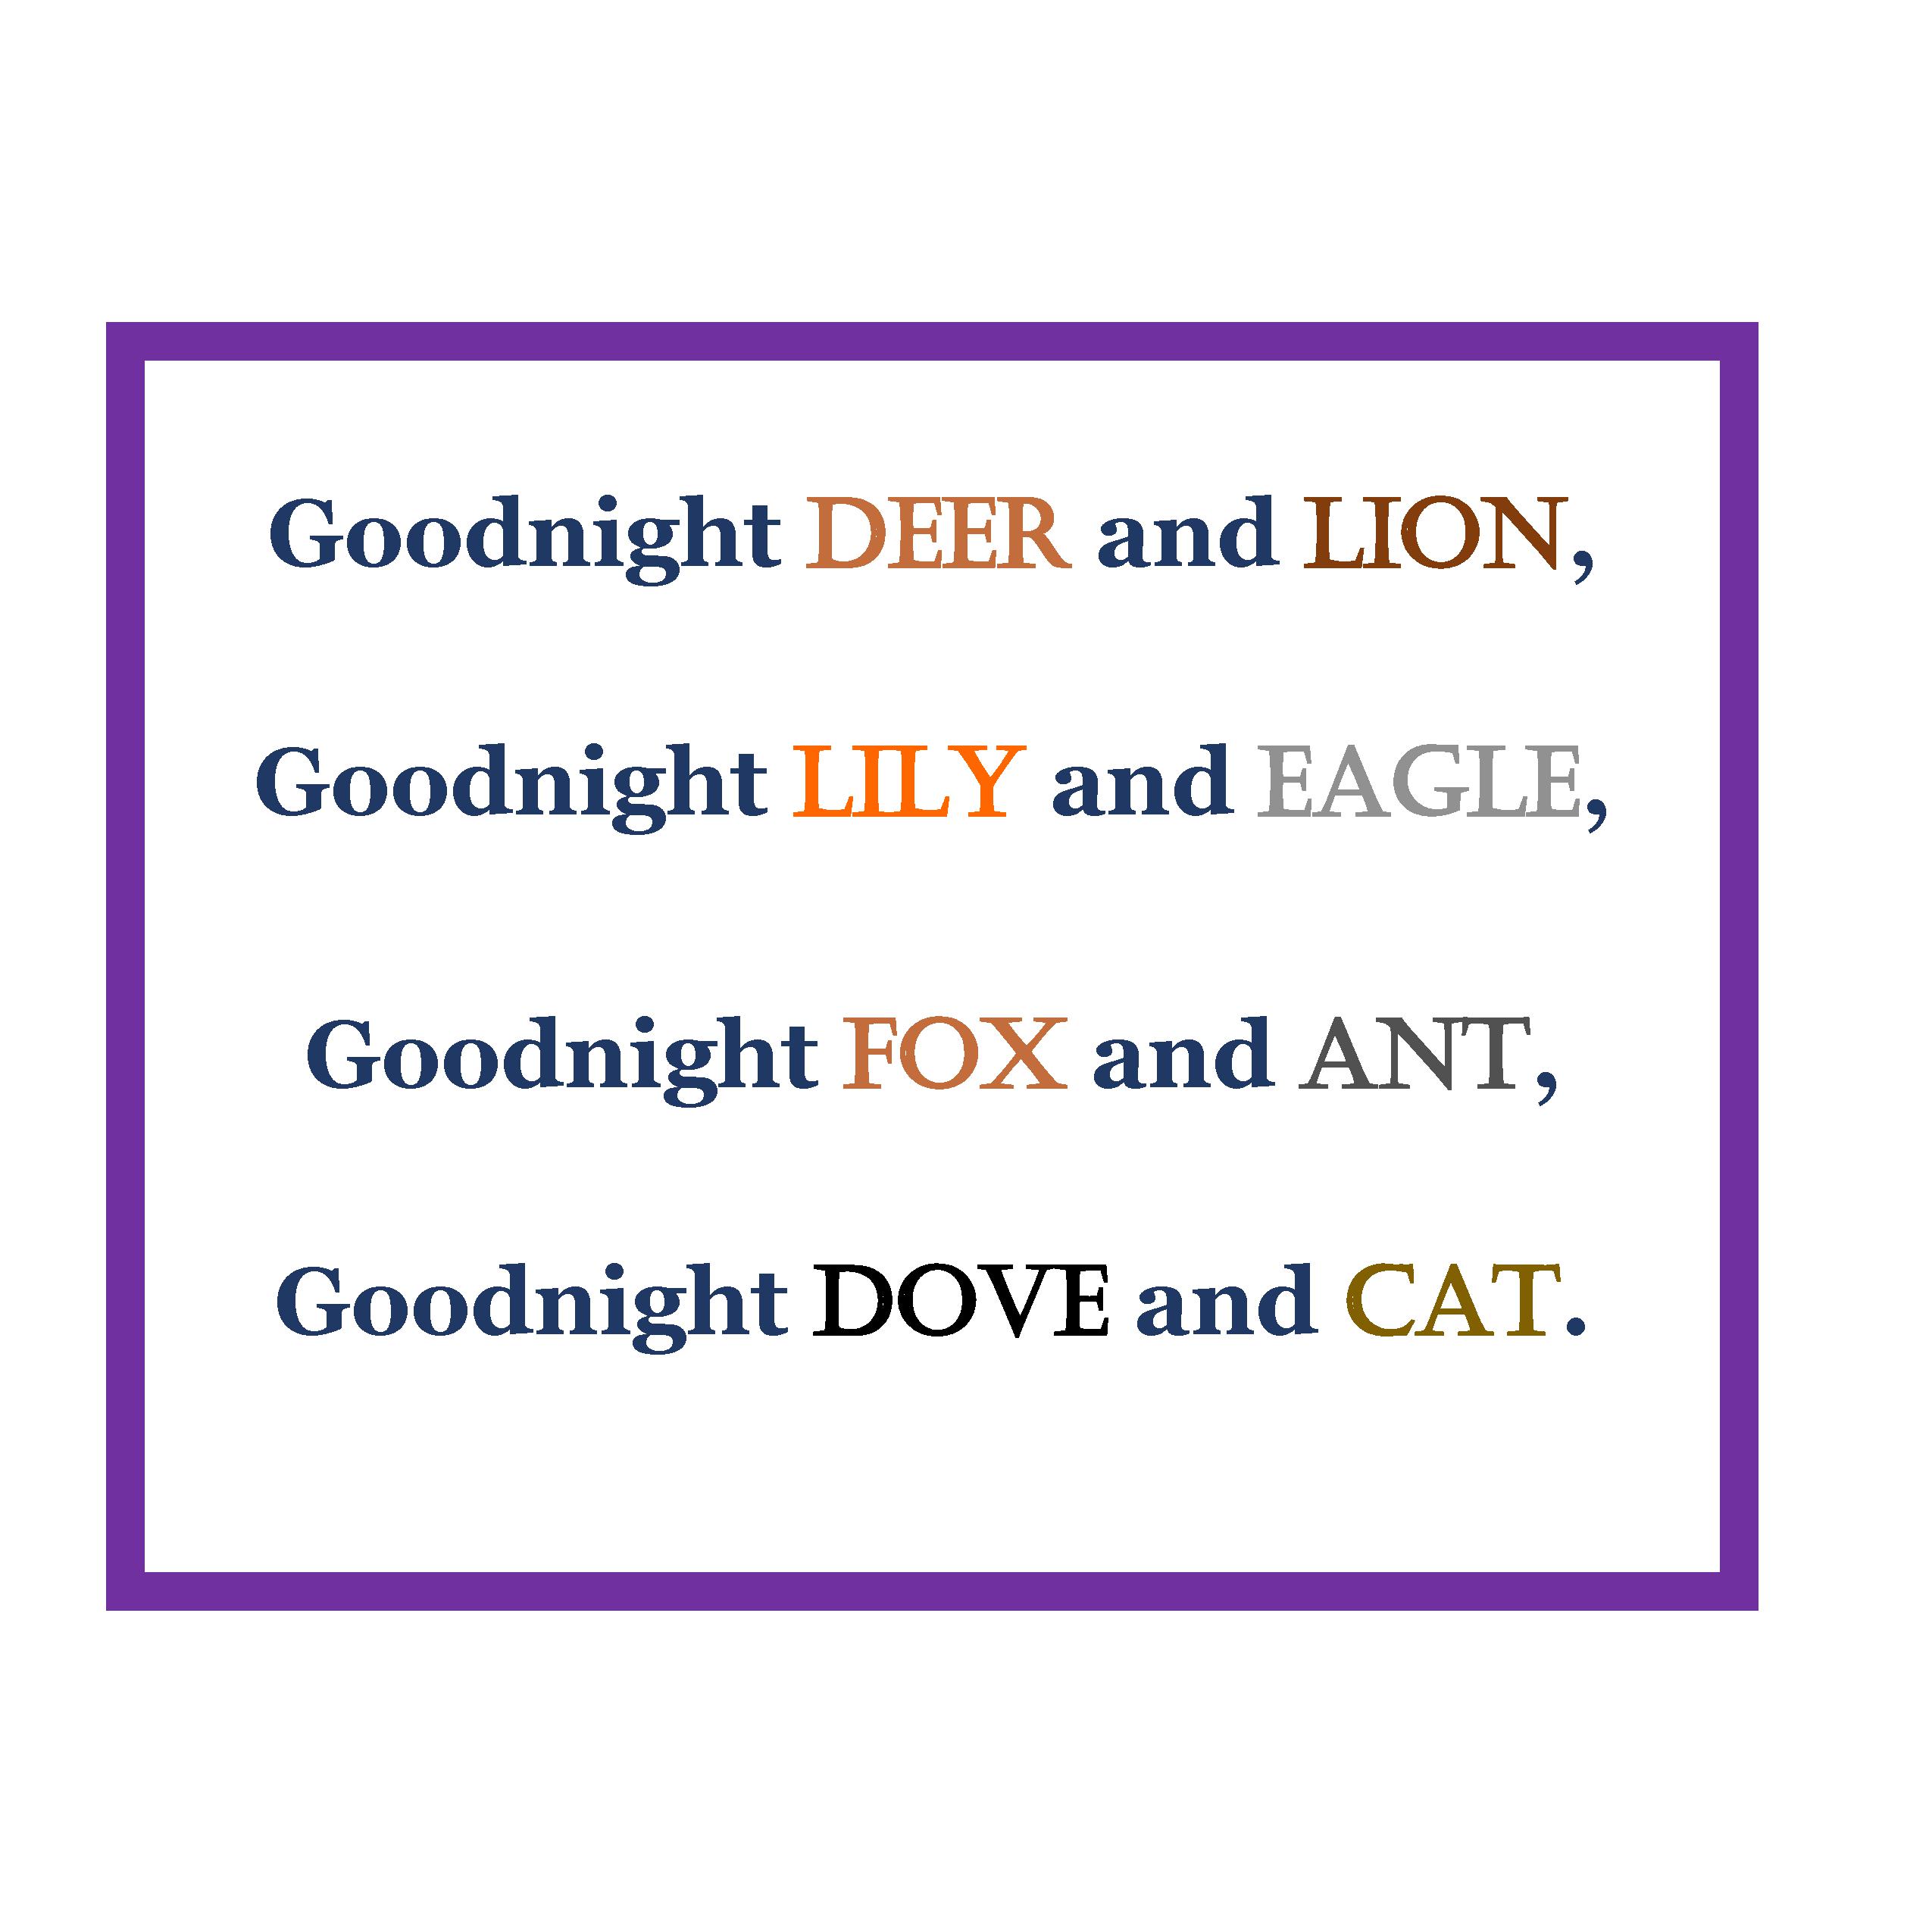 Goodnight DEER and LION,
Goodnight LILY and EAGLE,
Goodnight FOX and ANT,
Goodnight DOVE and CAT.